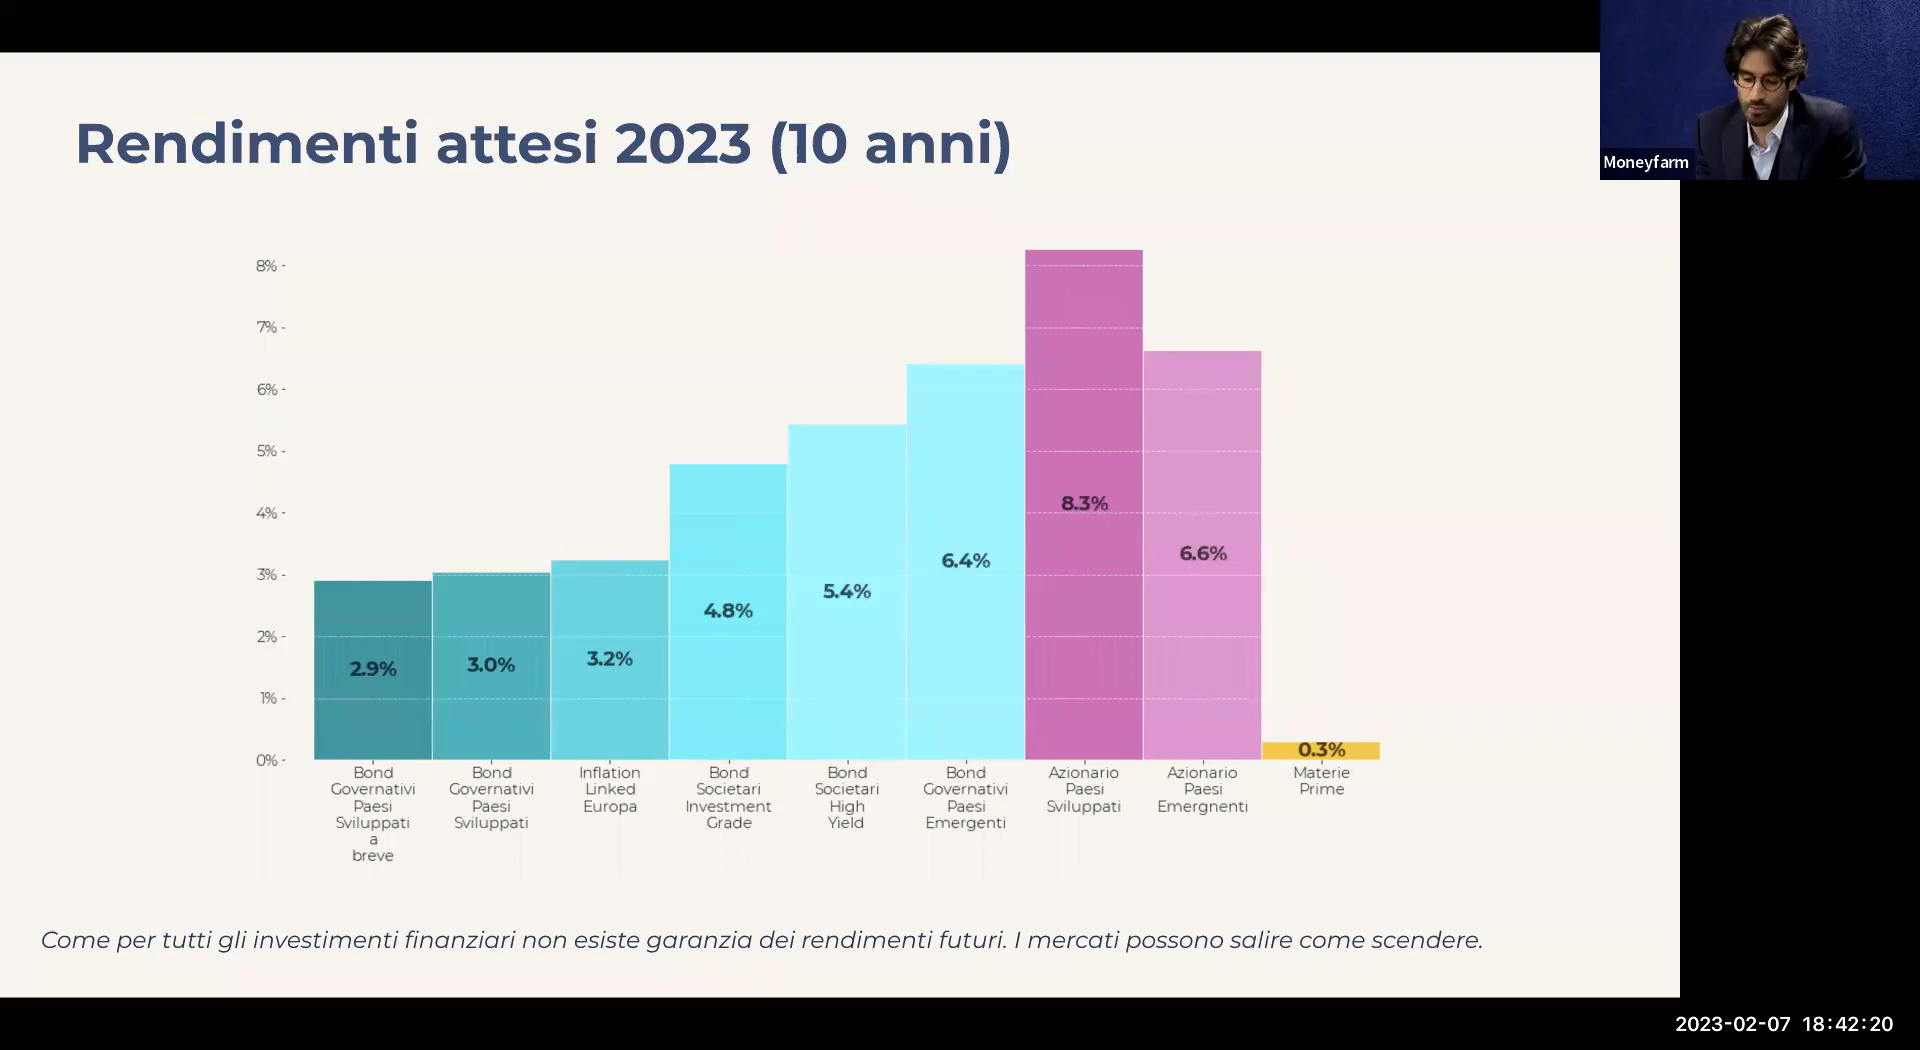 Rendimenti attesi 2023 (10 anni)
Moneyfarm
8%
7%
6%
5%
4%
3%
2%
1%
0%
2.9%
3.0%
3.2%
4.8%
5.4%
6.4%
8.3%
6.6%
0.3%
Bond
Governativi
Paesi
Sviluppati
a
breve
Bond
Governativi
Paesi
Sviluppati
Inflation
Linked
Europa
Bond
Societari
Investment
Grade
Bond
Societari
High
Yield
Bond
Governativi
Paesi
Emergenti
Azionario
Paesi
Sviluppati
Azionario
Paesi
Emergnenti
Materie
Prime
Come per tutti gli investimenti finanziari non esiste garanzia dei rendimenti futuri. I mercati possono salire come scendere.
2023-02-07 18:42:20